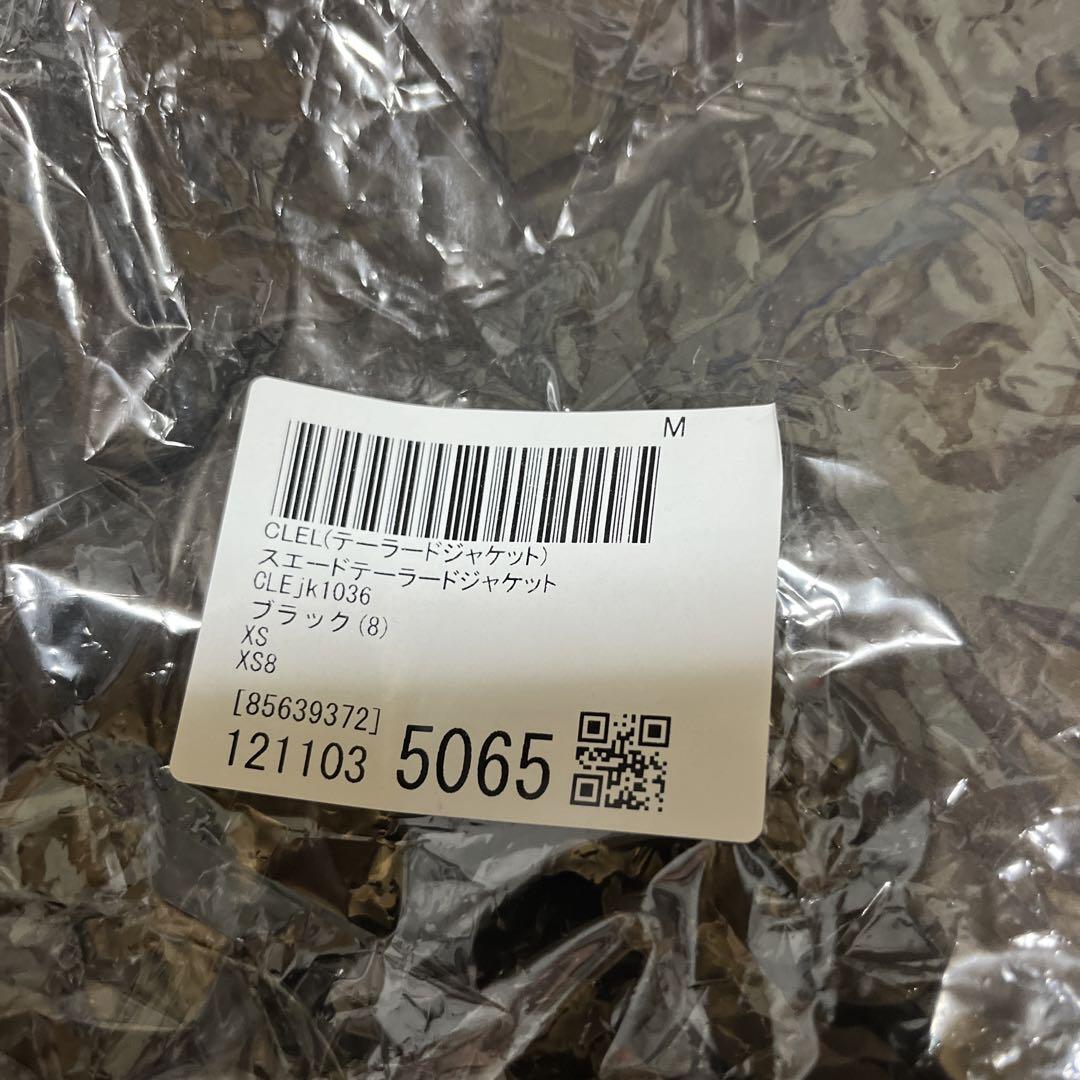 M
CLEL(テーラードジャケット)
スエードテーラードジャケット
CLEjk1036
ブラック(8)
XS
XS8
[85639372]
121103 5065